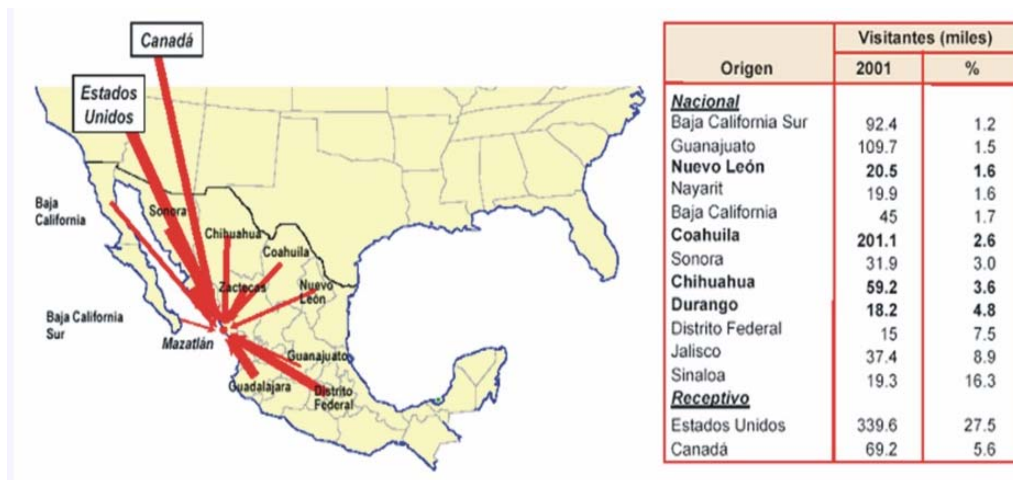 Canadá
Estados
Unidos
Baja
California
Sonora
Chihuahua
Coahuila
Zactecas
Nuevo
León
Baja California
Sur
Mazatlán
Guanajuato
Guadalajara
Distrito
Federal
Visitantes (miles)
Origen 2001 %
Nacional
Baja California Sur 92.4 1.2
Guanajuato 109.7 1.5
Nuevo León 20.5 1.6
Nayarit 19.9 1.6
Baja California 45 1.7
Coahuila 201.1 2.6
Sonora 31.9 3.0
Chihuahua 59.2 3.6
Durango 18.2 4.8
Distrito Federal 15 7.5
Jalisco 37.4 8.9
Sinaloa 19.3 16.3
Receptivo
Estados Unidos 339.6 27.5
Canadá 69.2 5.6